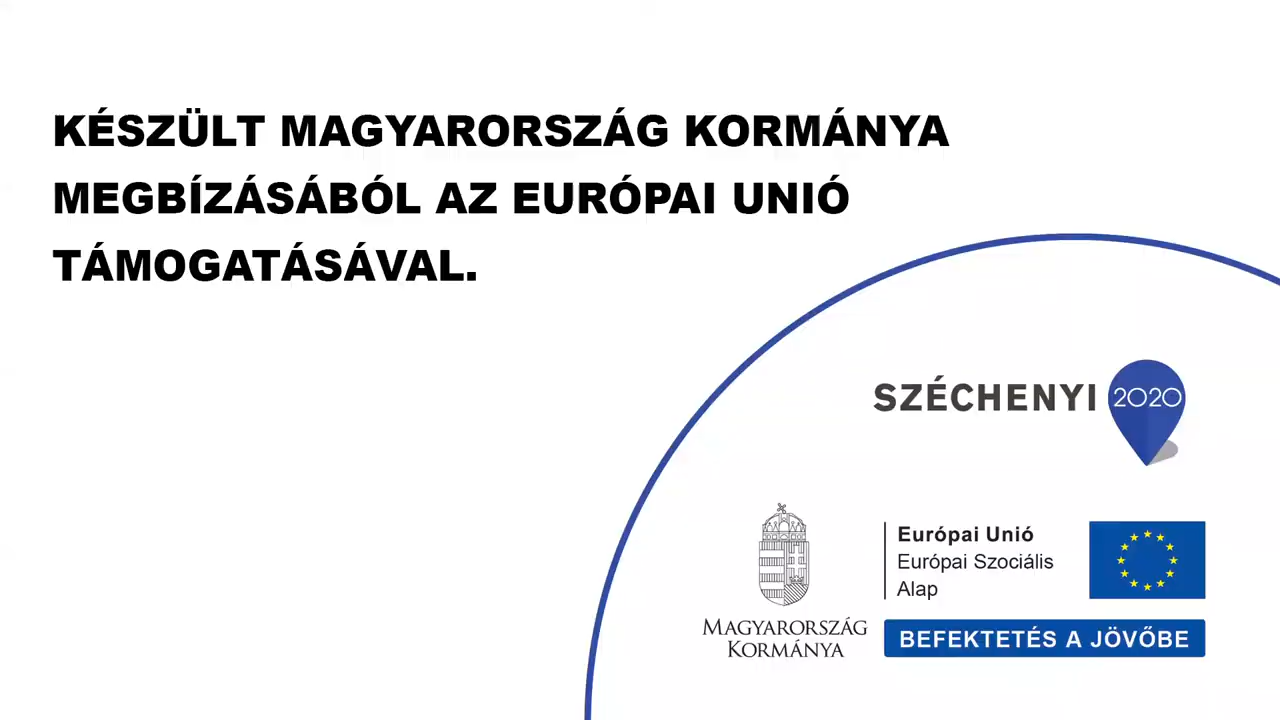 KÉSZÜLT MAGYARORSZÁG KORMÁNYA
MEGBÍZÁSÁBÓL AZ EURÓPAI UNIÓ
TÁMOGATÁSÁVAL.
SZÉCHENYI 2020
Európai Unió
Európai Szociális
Alap
MAGYARORSZÁG
KORMÁNYA
BEFEKTETÉS A JÖVŐBE